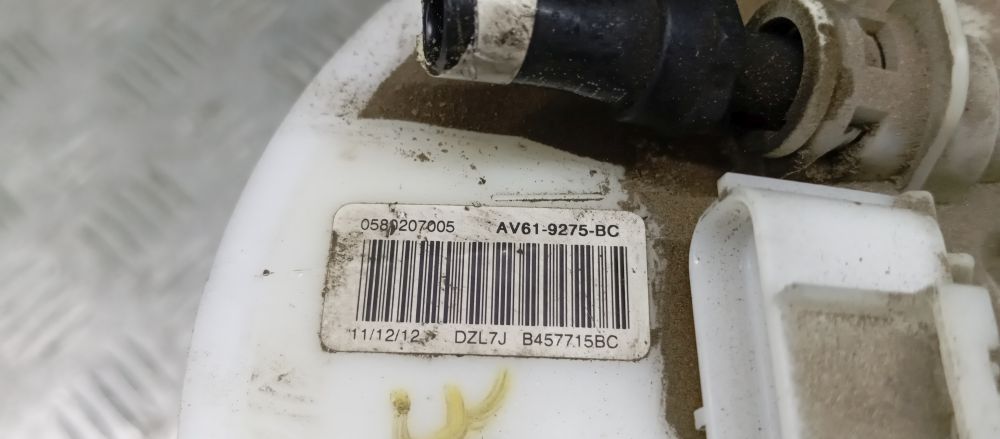 0580207005 AV61-9275-BC
11/12/12 DZL7J B457715BC